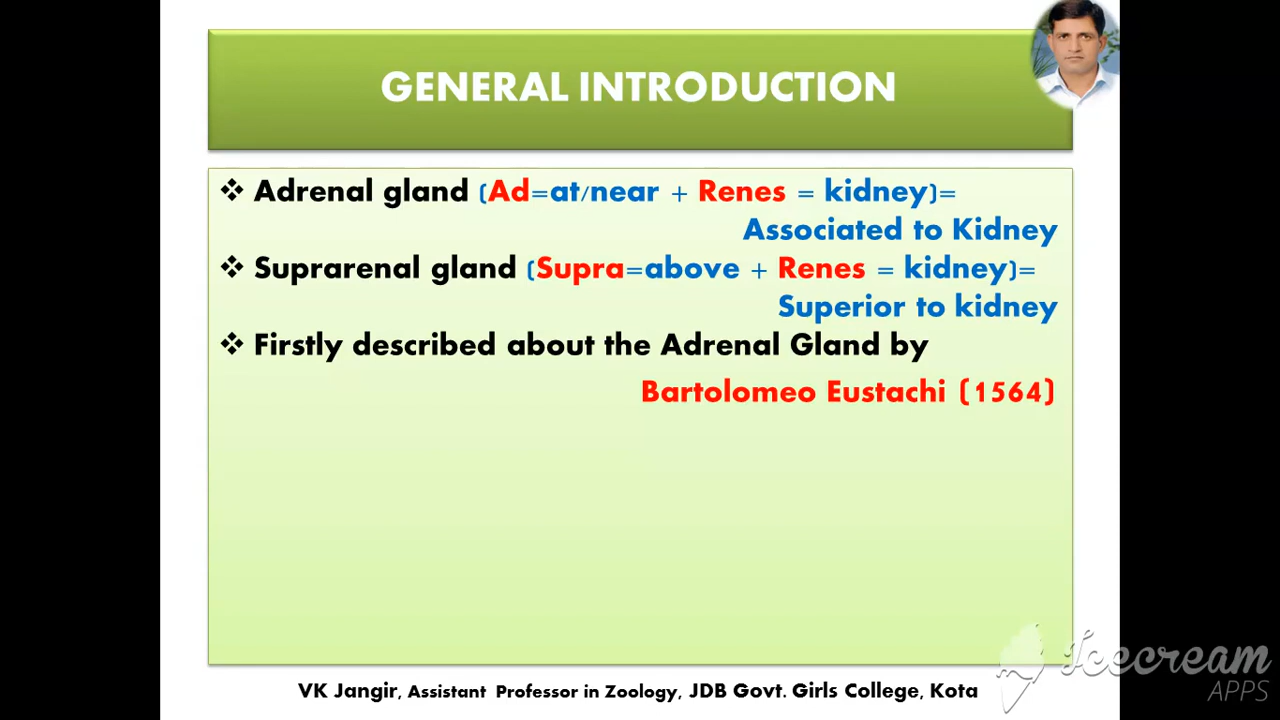 GENERAL INTRODUCTION
❖ Adrenal gland (Ad=at/near + Renes = kidney)=
Associated to Kidney
❖ Suprarenal gland (Supra=above + Renes = kidney)=
Superior to kidney
❖ Firstly described about the Adrenal Gland by
Bartolomeo Eustachi (1564)
Icecream
APPS
VK Jangir, Assistant Professor in Zoology, JDB Govt. Girls College, Kota